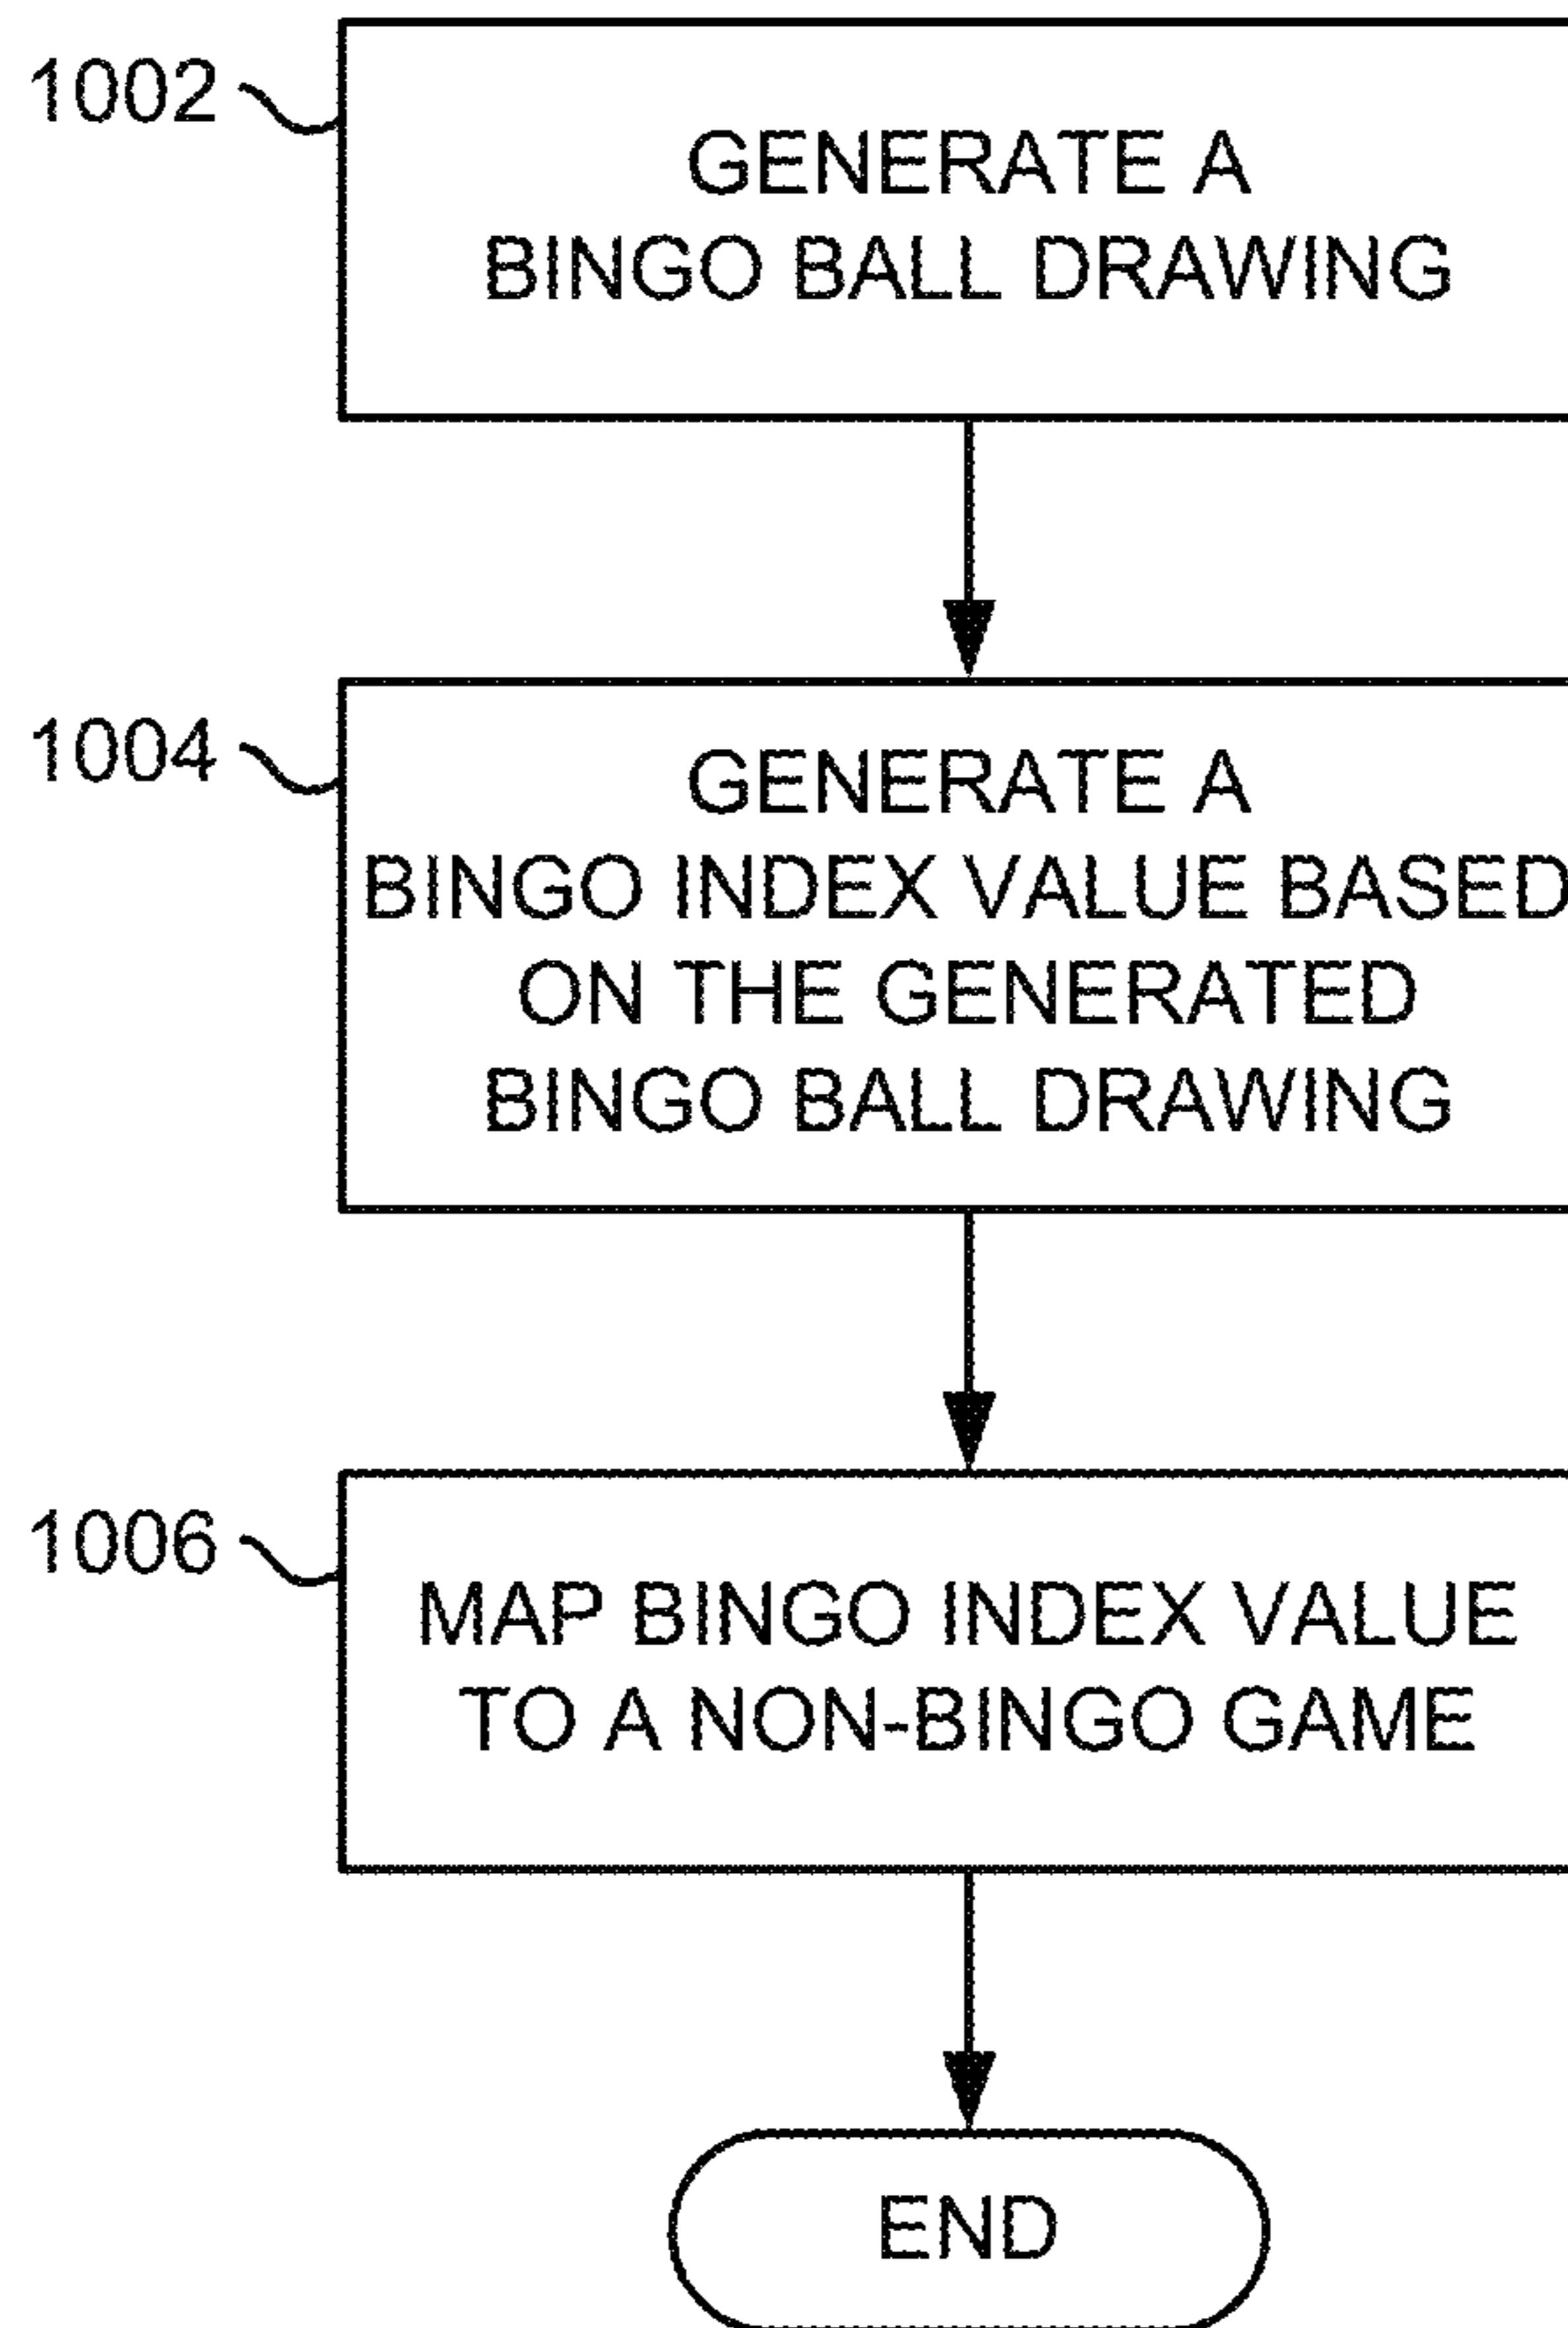 1002
GENERATE A
BINGO BALL DRAWING
1004
GENERATE A
BINGO INDEX VALUE BASED
ON THE GENERATED
BINGO BALL DRAWING
1006
MAP BINGO INDEX VALUE
TO A NON-BINGO GAME
END